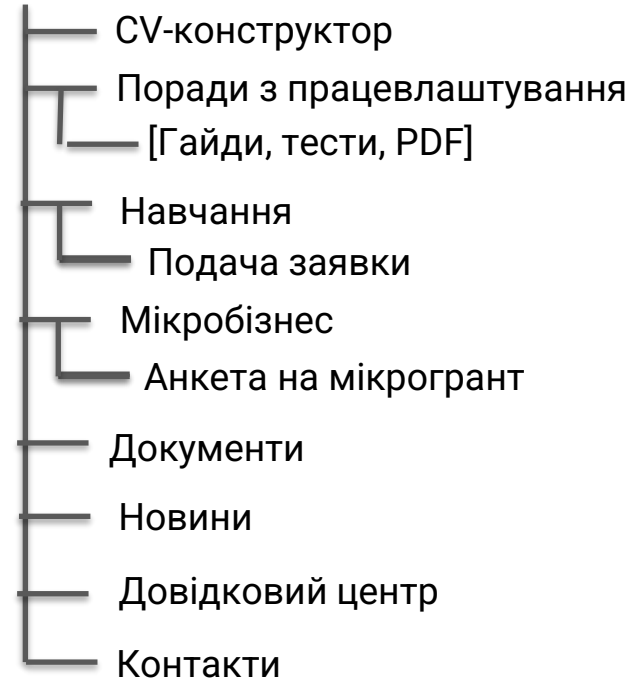 CV-конструктор
Поради з працевлаштування
[Гайди, тести, PDF]
Навчання
Подача заявки
Мікробізнес
Анкета на мікрогрант
Документи
Новини
Довідковий центр
Контакти